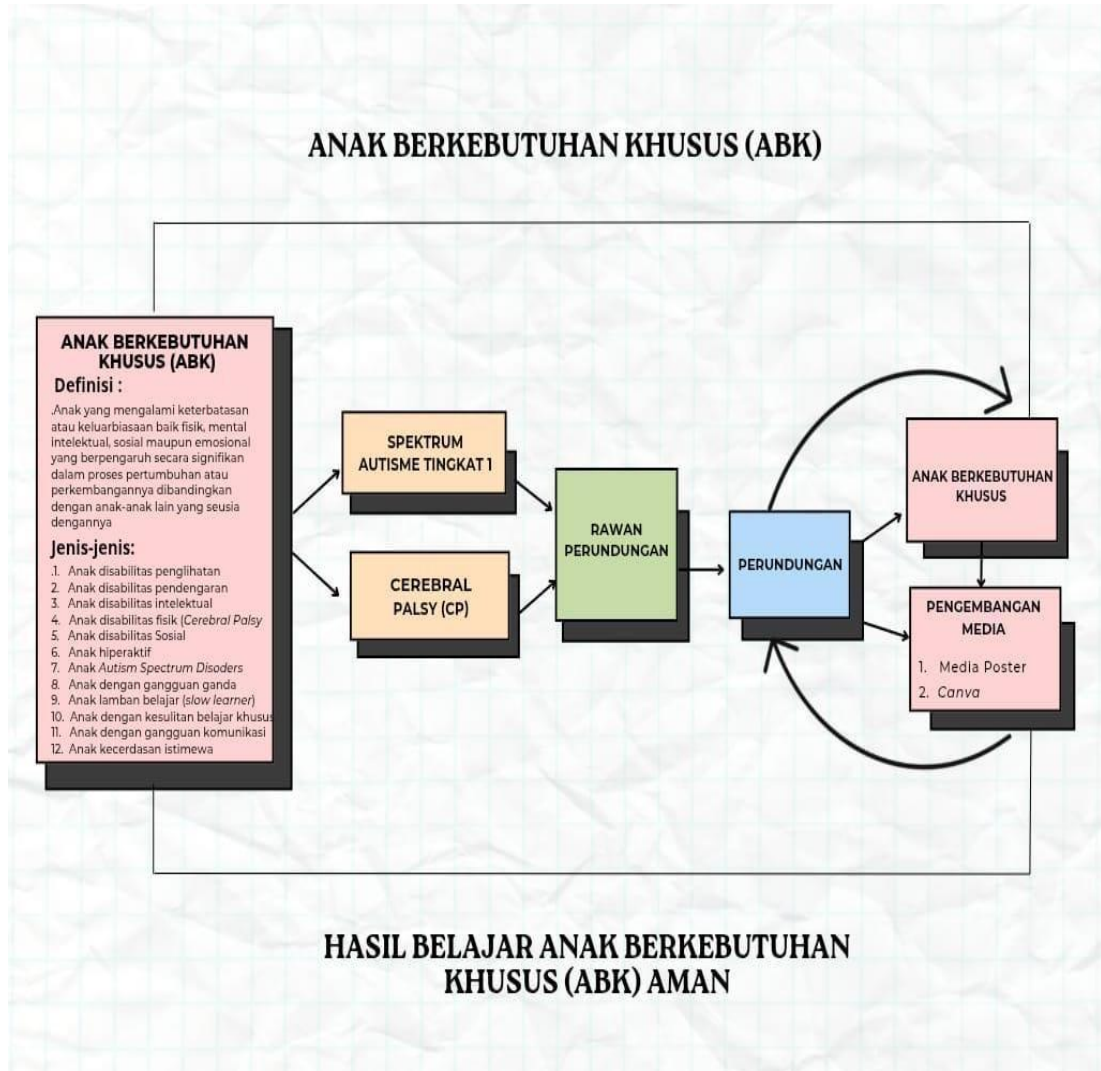 ANAK BERKEBUTUHAN KHUSUS (ABK)
ANAK BERKEBUTUHAN
KHUSUS (ABK)
Definisi :
.Anak yang mengalami keterbatasan
atau keluarbiasaan baik fisik, mental
intelektual, sosial maupun emosional
yang berpengaruh secara signifikan
dalam proses pertumbuhan atau
perkembangannya dibandingkan
dengan anak-anak lain yang seusia
dengannya
Jenis-jenis:
.1. Anak disabilitas penglihatan
2. Anak disabilitas pendengaran
3. Anak disabilitas intelektual
4. Anak disabilitas fisik (Cerebral Palsy
5. Anak disabilitas Sosial
6. Anak hiperaktif
7. Anak Autism Spectrum Disoders
8. Anak dengan gangguan ganda
9. Anak lamban belajar (slow learner)
10. Anak dengan kesulitan belajar khusus
11. Anak dengan gangguan komunikasi
12. Anak kecerdasan istimewa
SPEKTRUM
AUTISME TINGKAT 1
CEREBRAL
PALSY (CP)
RAWAN
PERUNDUNGAN
PERUNDUNGAN
ANAK BERKEBUTUHAN
KHUSUS
PENGEMBANGAN
MEDIA
1. Media Poster
2. Canva
HASIL BELAJAR ANAK BERKEBUTUHAN
KHUSUS (ABK) AMAN